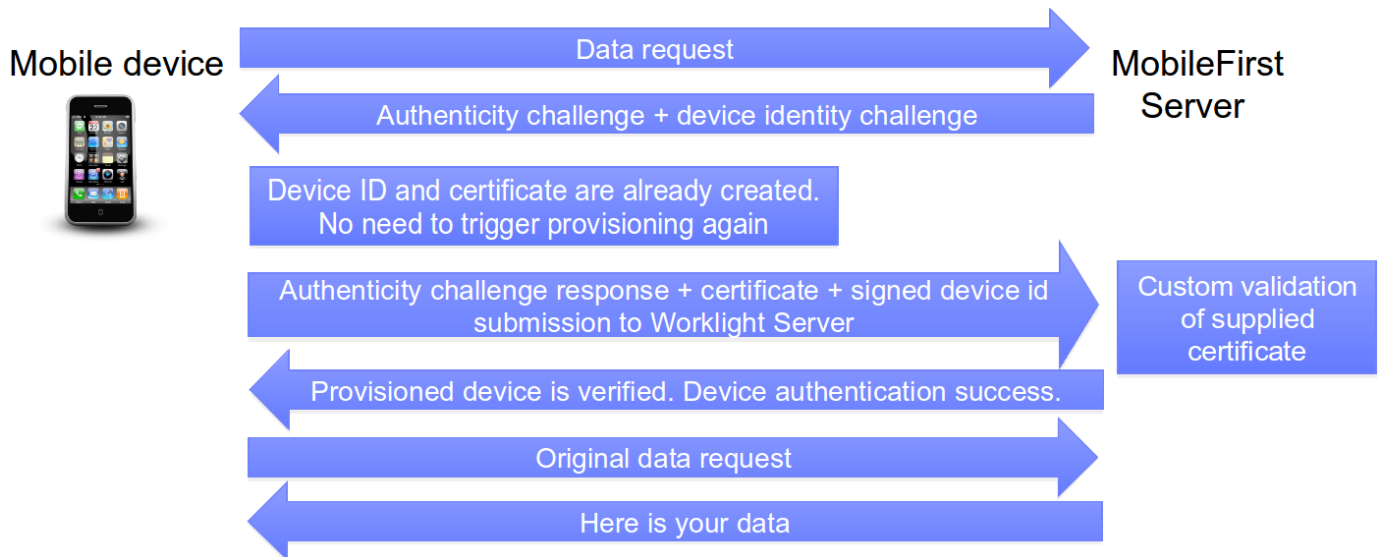 Data request
Mobile device
MobileFirst
Server
Authenticity challenge + device identity challenge
Device ID and certificate are already created.
No need to trigger provisioning again
Authenticity challenge response + certificate + signed device id
submission to Worklight Server
Custom validation
of supplied
certificate
Provisioned device is verified. Device authentication success.
Original data request
Here is your data